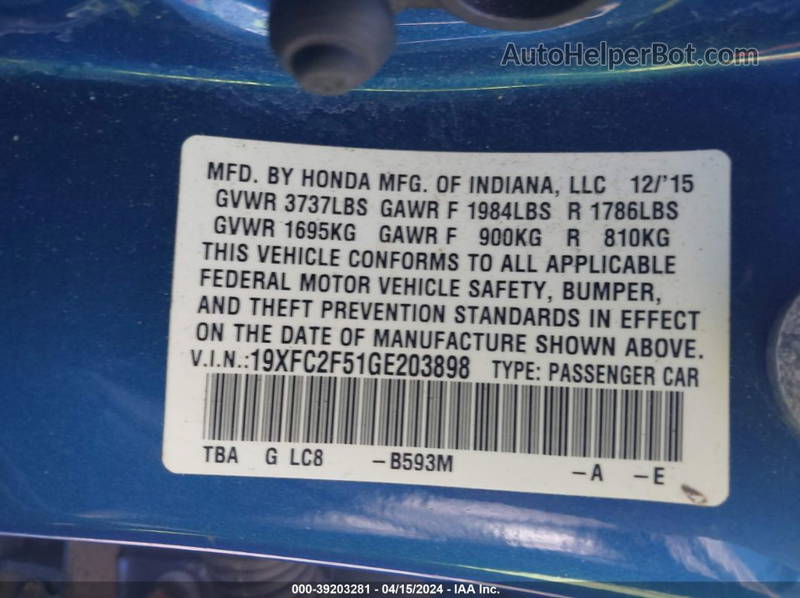 AutoHelperBot.com
MFD. BY HONDA MFG. OF INDIANA, LLC 12/'15
GVWR 3737LBS GAWR F 1984LBS R 1786LBS
GVWR 1695KG GAWR F 900KG R 810KG
THIS VEHICLE CONFORMS TO ALL APPLICABLE
FEDERAL MOTOR VEHICLE SAFETY, BUMPER,
AND THEFT PREVENTION STANDARDS IN EFFECT
ON THE DATE OF MANUFACTURE SHOWN ABOVE.
V.I.N.:19XFC2F51GE203898 TYPE: PASSENGER CAR
TBA G LC8 -B593M -A -E
000-39203281 - 04/15/2024 - IAA Inc.